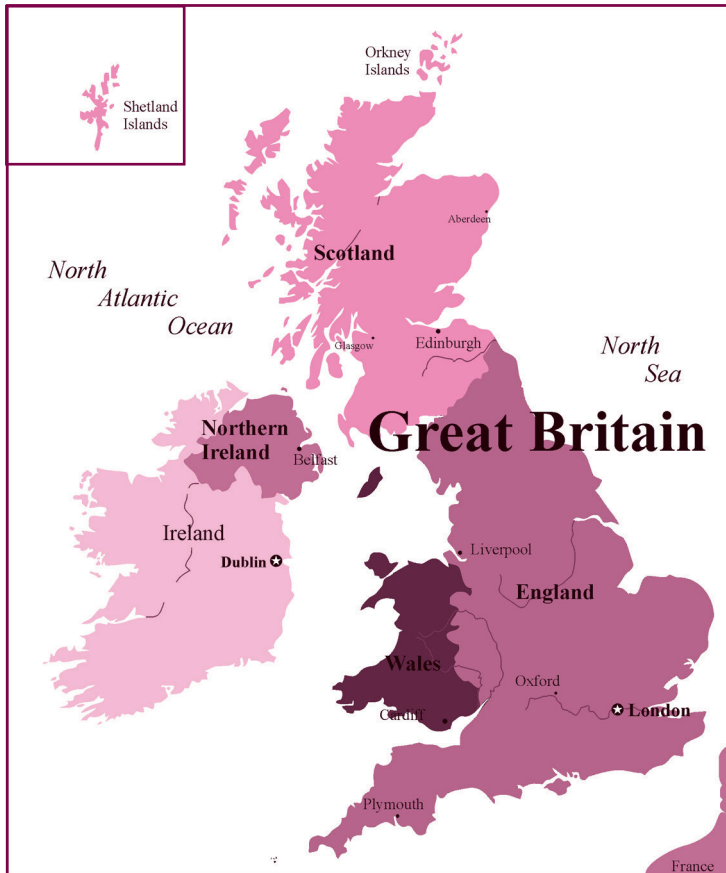 Orkney
Islands
Shetland
Islands
Aberdeen
Scotland
North
Atlantic
Ocean
Glasgow
Edinburgh
North
Sea
Great Britain
Northern
Ireland
Belfast
Ireland
Dublin
Liverpool
England
Wales
Oxford
London
Cardiff
Plymouth
France